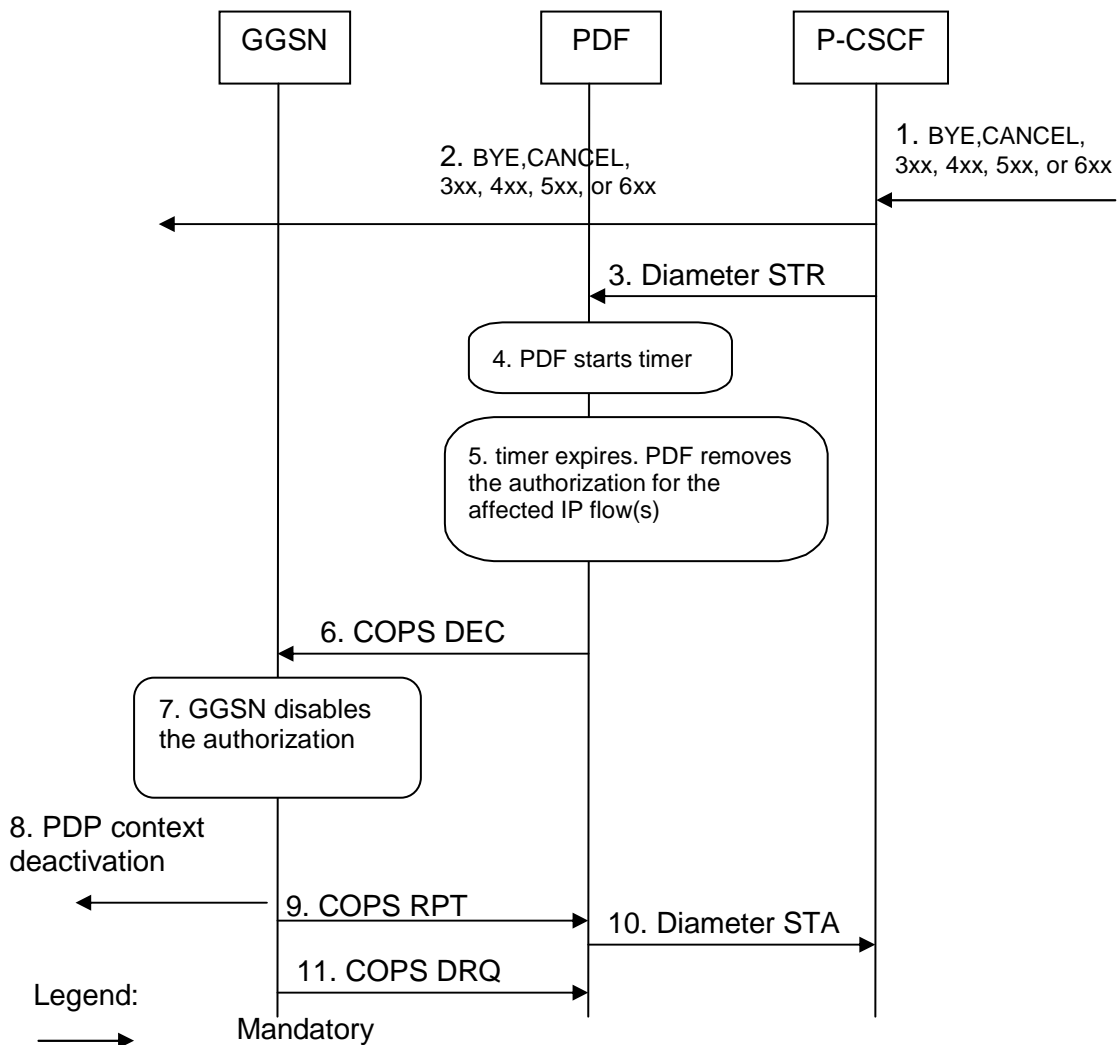 GGSN
PDF
P-CSCF
1. BYE,CANCEL,
3xx, 4xx, 5xx, or 6xx
2. BYE,CANCEL,
3xx, 4xx, 5xx, or 6xx
3. Diameter STR
4. PDF starts timer
5. timer expires. PDF removes
the authorization for the
affected IP flow(s)
6. COPS DEC
7. GGSN disables
the authorization
8. PDP context
deactivation
9. COPS RPT
10. Diameter STA
11. COPS DRQ
Legend:
Mandatory